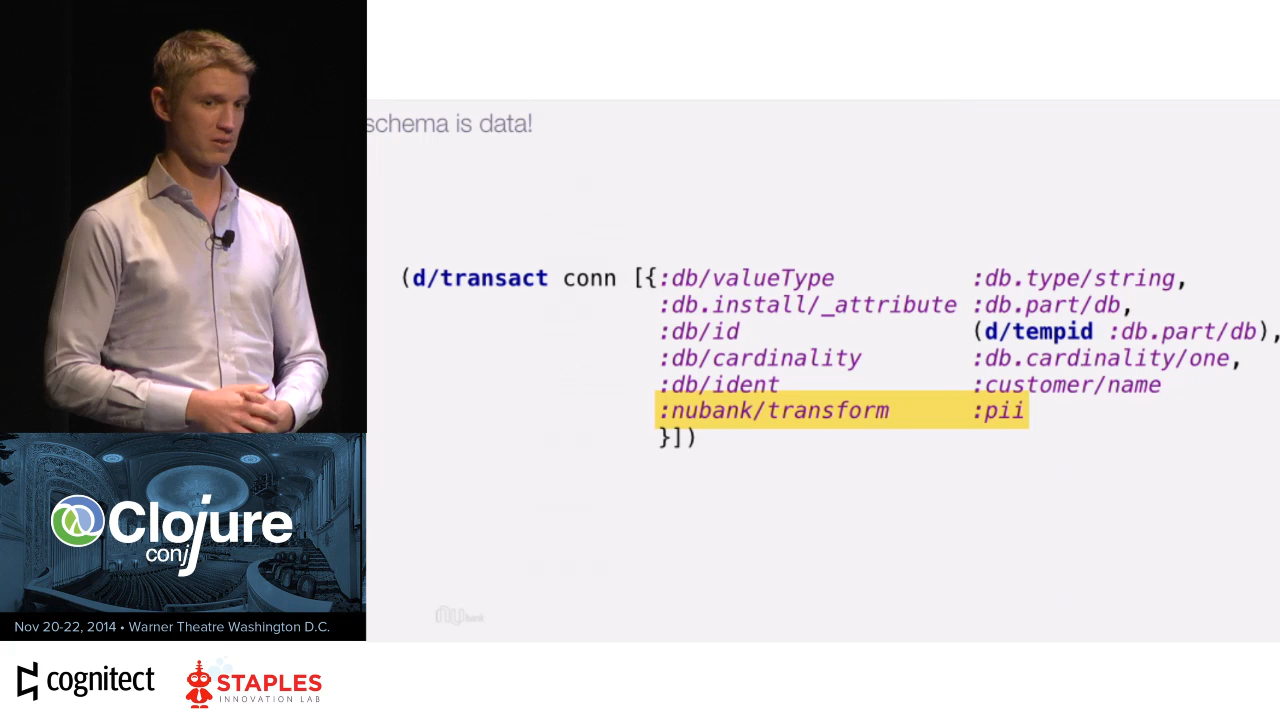 schema is data!
(d/transact conn [{:db/valueType :db.type/string,
:db.install/_attribute :db.part/db,
:db/id (d/tempid :db.part/db),
:db/cardinality :db.cardinality/one,
:db/ident :customer/name
:nubank/transform :pii
}])
nu bank
Clojure
conj
Nov 20-22, 2014 • Warner Theatre Washington D.C.
cognitect
STAPLES
INNOVATION LAB